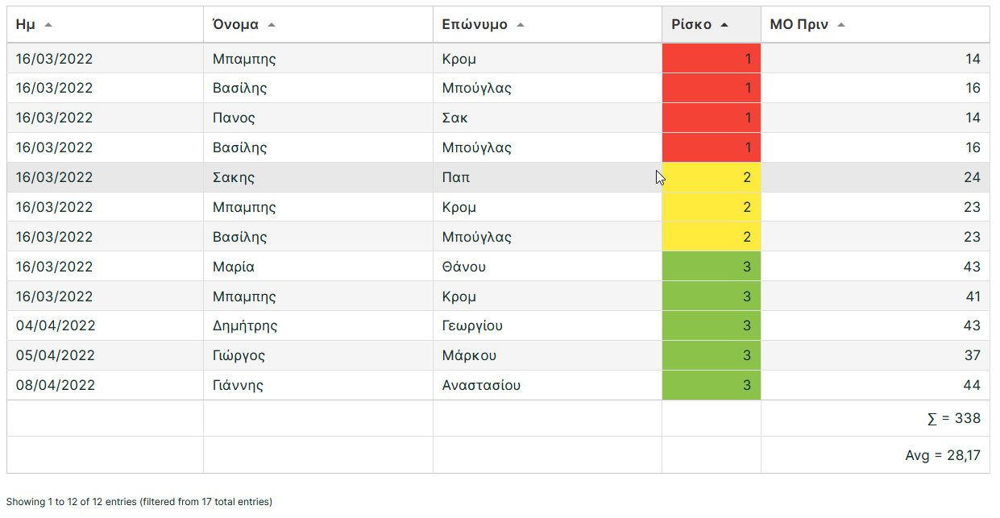 Ημ Όνομα Επώνυμο Ρίσκο ΜΟ Πριν
16/03/2022 Μπαμπης Κρομ 1 14
16/03/2022 Βασίλης Μπούγλας 1 16
16/03/2022 Πανος Σακ 1 14
16/03/2022 Βασίλης Μπούγλας 1 16
16/03/2022 Σακης Παπ 2 24
16/03/2022 Μπαμπης Κρομ 2 23
16/03/2022 Βασίλης Μπούγλας 2 23
16/03/2022 Μαρία Θάνου 3 43
16/03/2022 Μπαμπης Κρομ 3 41
04/04/2022 Δημήτρης Γεωργίου 3 43
05/04/2022 Γιώργος Μάρκου 3 37
08/04/2022 Γιάννης Αναστασίου 3 44
∑ = 338
Avg = 28,17
Showing 1 to 12 of 12 entries (filtered from 17 total entries)